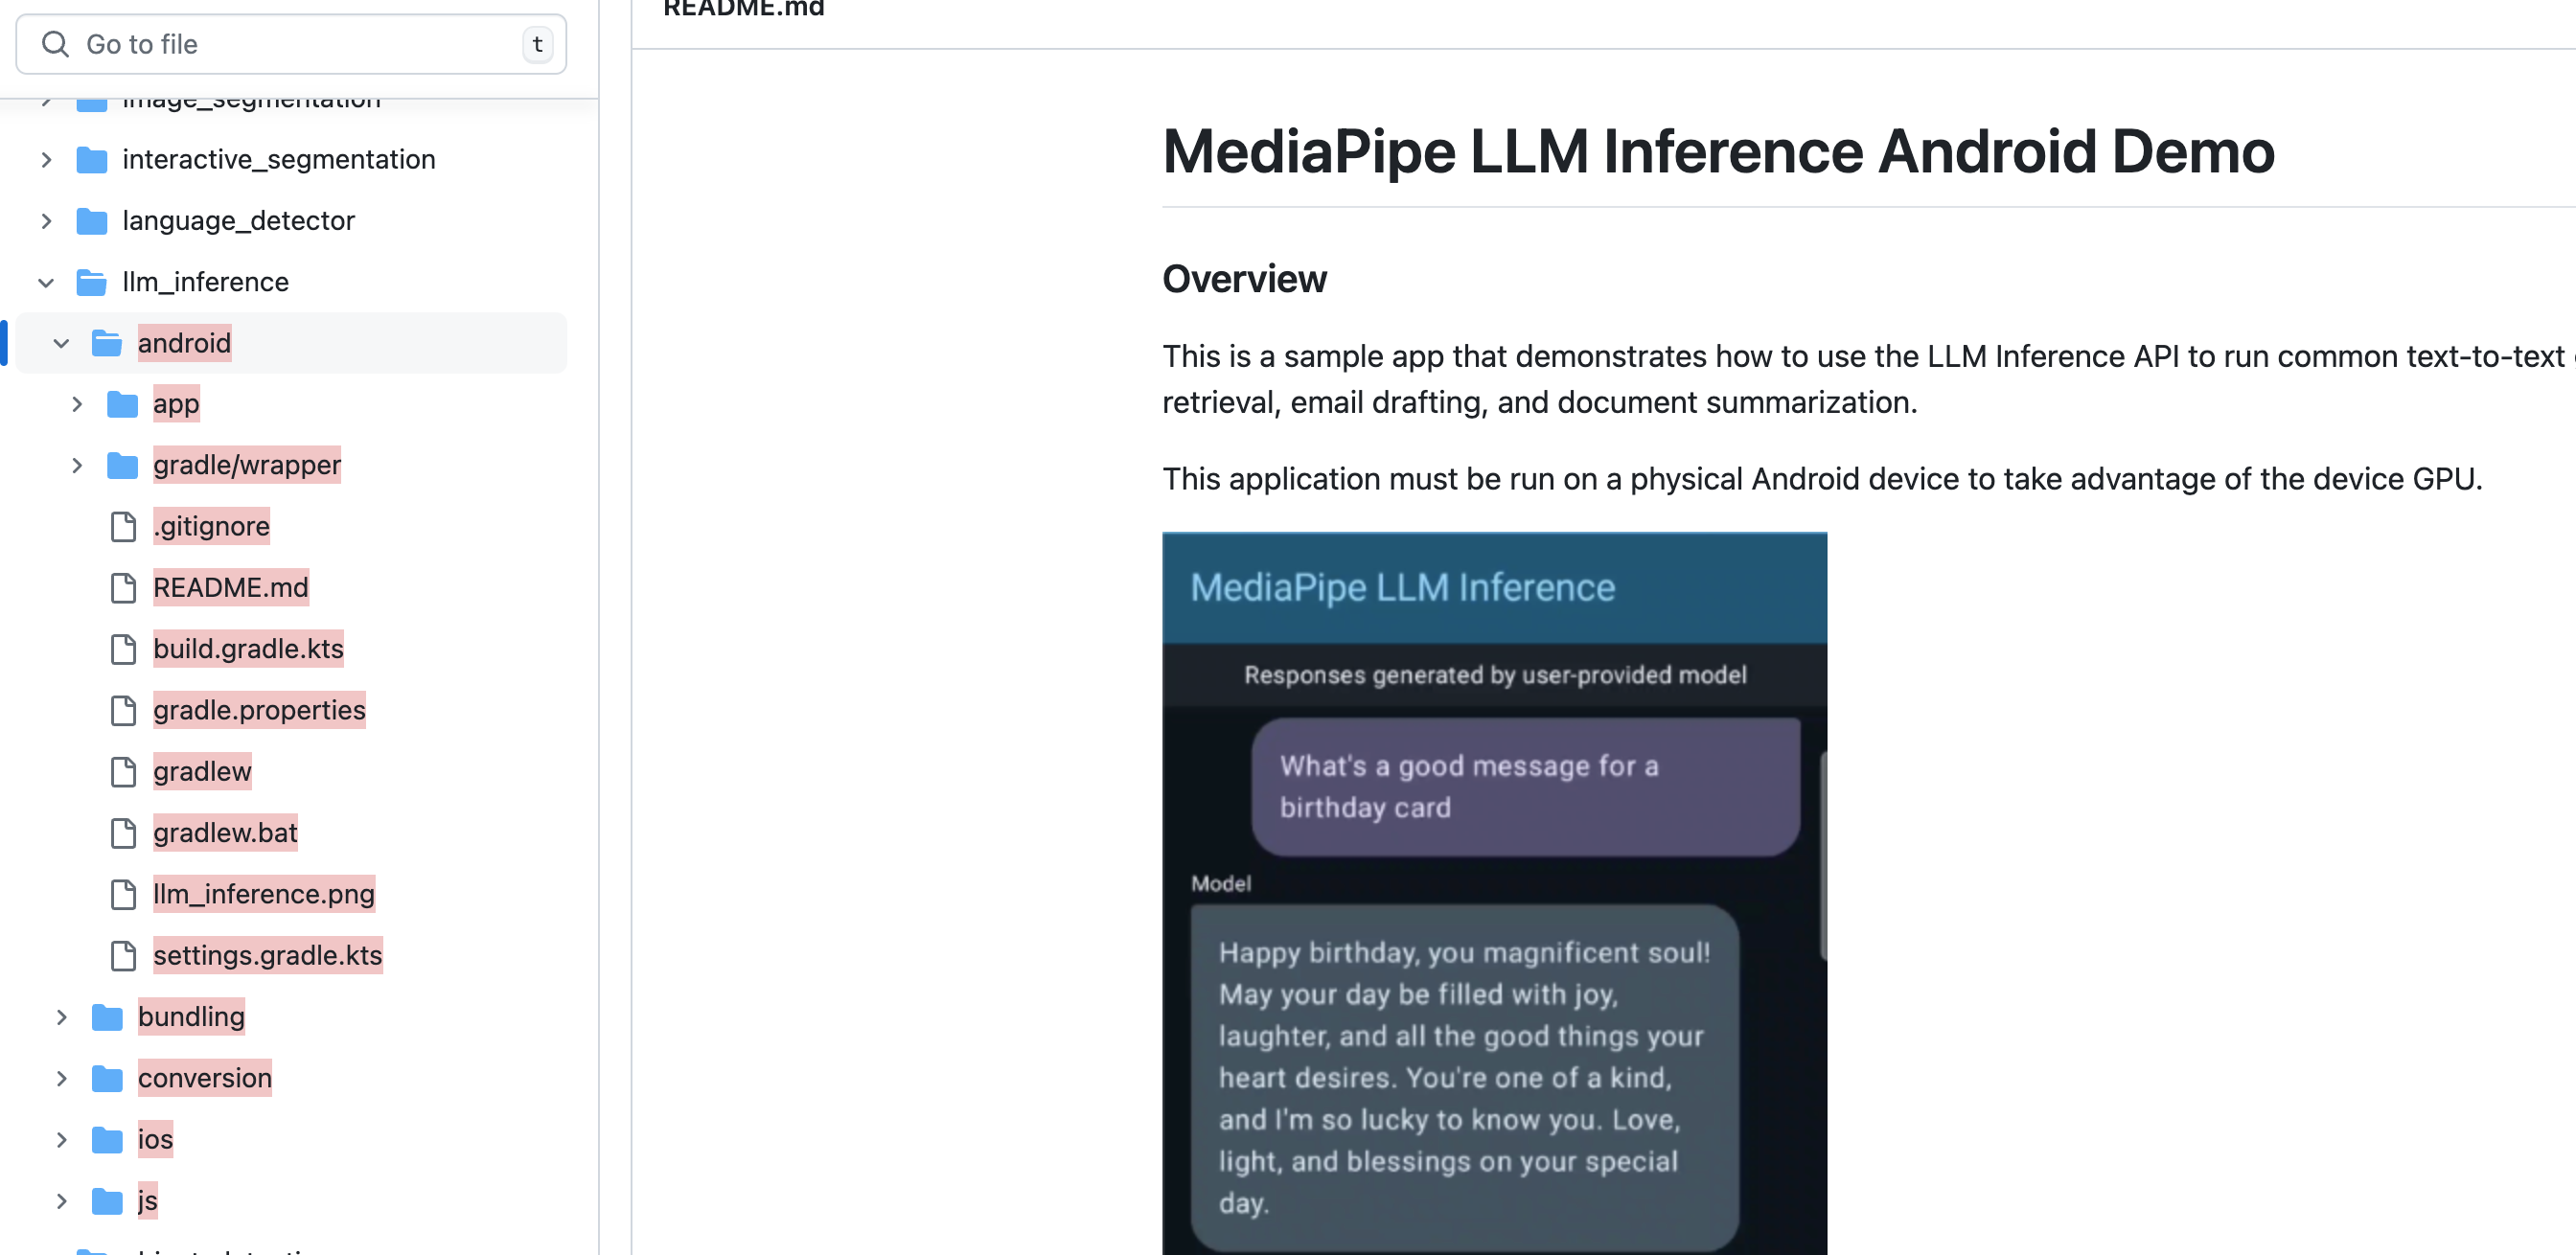 README.md
Go to file
t
image_segmentation
interactive_segmentation
language_detector
llm_inference
android
app
gradle/wrapper
.gitignore
README.md
build.gradle.kts
gradle.properties
gradlew
gradlew.bat
llm_inference.png
settings.gradle.kts
bundling
conversion
ios
js
MediaPipe LLM Inference Android Demo
Overview
This is a sample app that demonstrates how to use the LLM Inference API to run common text-to-text
retrieval, email drafting, and document summarization.
This application must be run on a physical Android device to take advantage of the device GPU.
MediaPipe LLM Inference
Responses generated by user-provided model
What's a good message for a
birthday card
Model
Happy birthday, you magnificent soul!
May your day be filled with joy,
laughter, and all the good things your
heart desires. You're one of a kind,
and I'm so lucky to know you. Love,
light, and blessings on your special
day.